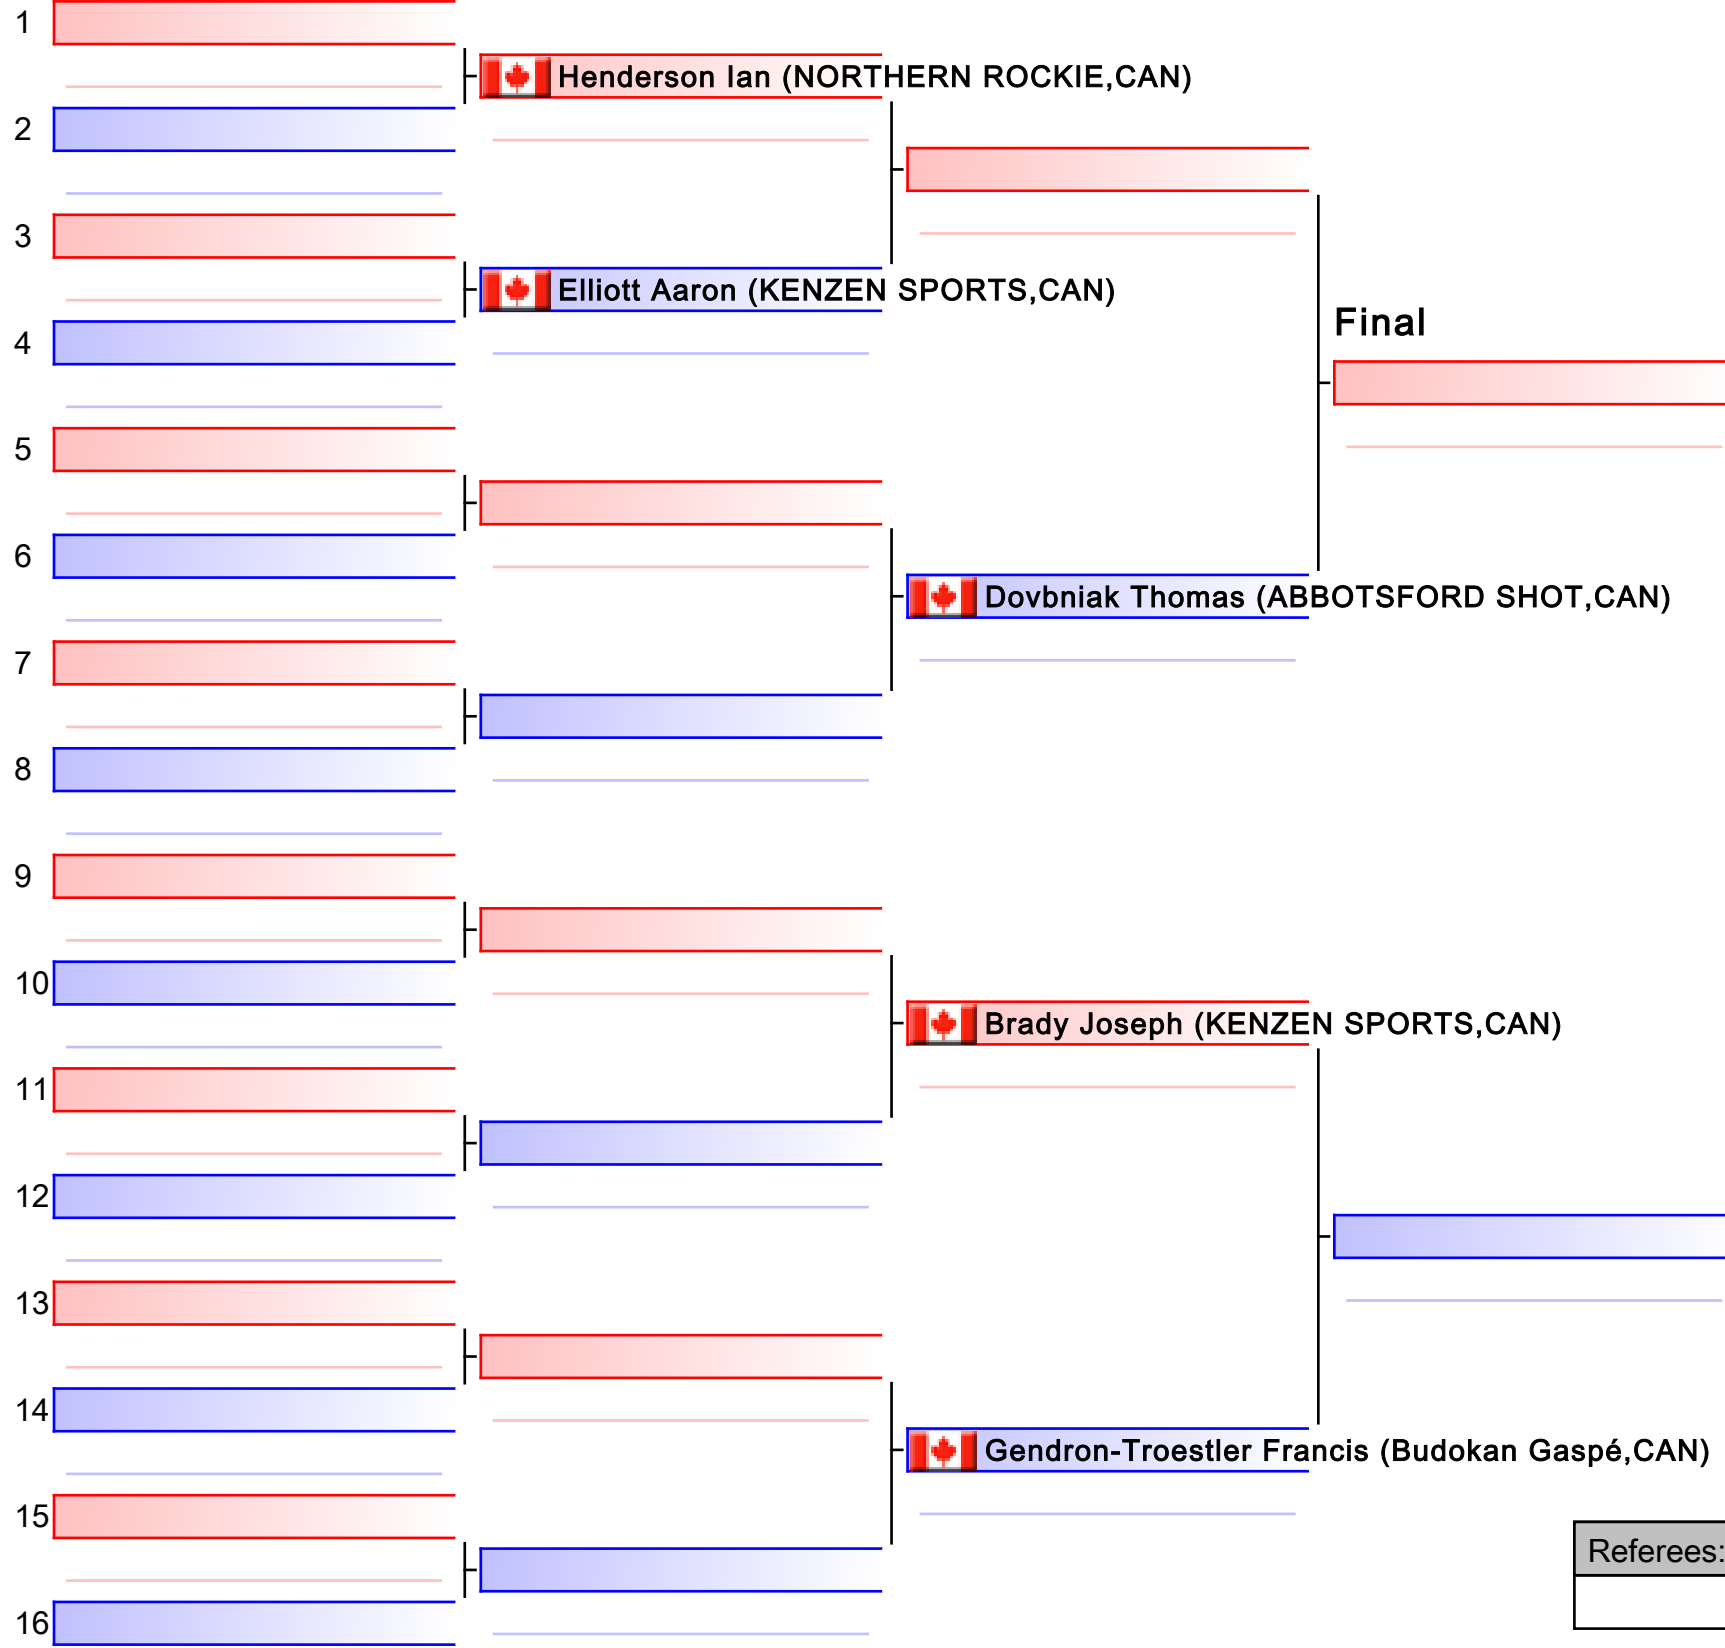 1
Henderson Ian (NORTHERN ROCKIE,CAN)
2
3
Elliott Aaron (KENZEN SPORTS,CAN)
Final
4
5
6
Dovbniak Thomas (ABBOTSFORD SHOT,CAN)
7
8
9
10
Brady Joseph (KENZEN SPORTS,CAN)
11
12
13
14
Gendron-Troestler Francis (Budokan Gaspé,CAN)
15
Referees:
16